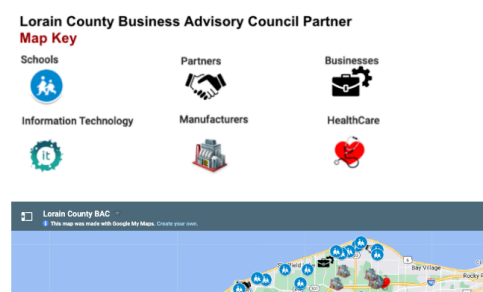 Lorain County Business Advisory Council Partner
Map Key
Schools Partners Businesses
Information Technology Manufacturers HealthCare
it
Lorain County BAC
This map was made with Google My Maps. Create your own.
Bay Village
Rocky